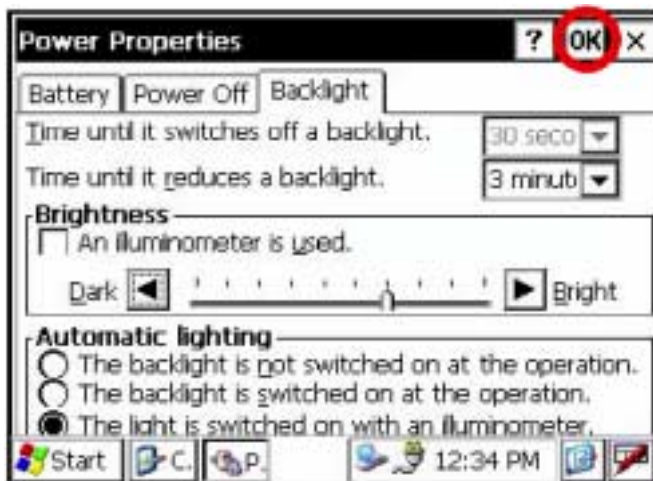 Power Properties ? OK ×
Battery Power Off Backlight
Time until it switches off a backlight. 30 seco
Time until it reduces a backlight. 3 minut
Brightness
An illuminometer is used.
Dark Bright
Automatic lighting
The backlight is not switched on at the operation.
The backlight is switched on at the operation.
The light is switched on with an illuminometer.
Start C. P. 12:34 PM